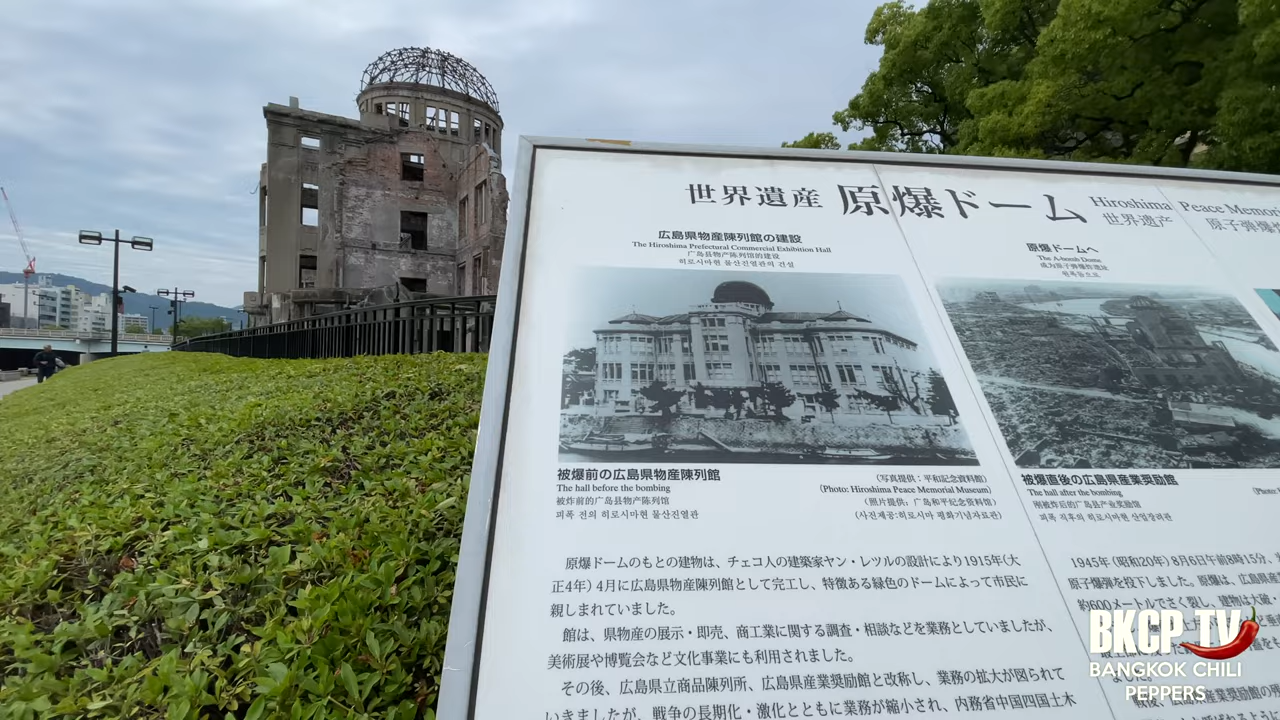 世界遺産 原爆ドーム
Hiroshima Peace Memor
世界遗产 原子弹爆
広島県物産陳列館の建設
The Hiroshima Prefectural Commercial Exhibition Hall
广岛县物产陈列馆的建设
히로시마현 물산진열관의 건설
原爆ドームへ
The A-bomb Dome
成为原子弹爆的遗址
원폭돔으로
被爆前の広島県物産陳列館
The hall before the bombing
被炸前的广岛县物产陈列馆
피폭 전의 히로시마현 물산진열관
(写真提供：平和記念資料館)
(Photo: Hiroshima Peace Memorial Museum)
(照片提供：广岛和平纪念资料馆)
(사진제공:히로시마 평화기념자료관)
被爆直後の広島県産業奨励館
The hall after the bombing
刚被炸后的广岛县产业奖励馆
피폭 직후의 히로시마현 산업장려관
(Photo:
原爆ドームのもとの建物は、チェコ人の建築家ヤン・レツルの設計により1915年(大
正4年) 4月に広島県物産陳列館として完工し、特徴ある緑色のドームによって市民に
親しまれていました。
館は、県物産の展示・即売、商工業に関する調査・相談などを業務としていましたが、
美術展や博覧会など文化事業にも利用されました。
その後、広島県立商品陳列所、広島県産業奨励館と改称し、業務の拡大が図られて
いきましたが、戦争の長期化・激化とともに業務が縮小され、内務省中国四国土木
1945年 (昭和20年) 8月6日午前8時15分、
原子爆弾を投下しました。原爆は、広島県産
約600メートルでさく裂し、建物は大破・
BKCP TV
BANGKOK CHILI
PEPPERS